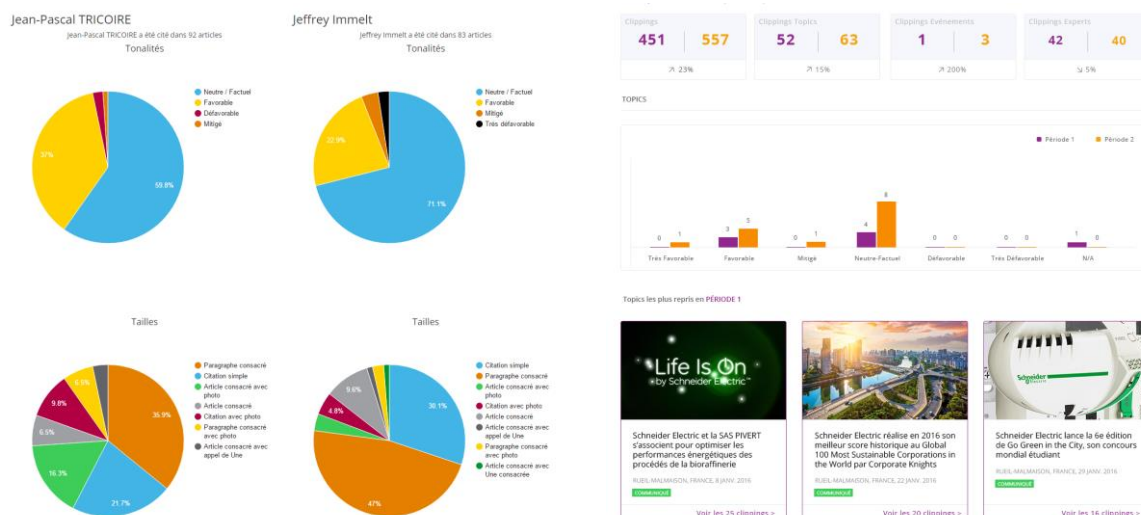 Jean-Pascal TRICOIRE
Jean-Pascal TRICOIRE a été cité dans 92 articles
Tonalités
Neutre / Factuel
Favorable
Défavorable
Mitigé
37%
59.8%
Jeffrey Immelt
Jeffrey Immelt a été cité dans 83 articles
Tonalités
Neutre / Factuel
Favorable
Mitigé
Très défavorable
22.9%
71.1%
Tailles
Paragraphe consacré
Citation simple
Article consacré avec
photo
Article consacré
Citation avec photo
Paragraphe consacré
avec photo
Article consacré avec
appel de Une
35.9%
21.7%
16.3%
6.5%
9.8%
6.5%
Tailles
Citation simple
Paragraphe consacré
Article consacré avec
photo
Citation avec photo
Article consacré
Article consacré avec
appel de Une
Paragraphe consacré
avec photo
Article consacré avec
Une consacrée
30.1%
47%
4.8%
9.6%
Clippings
451
557
23%
Clippings Topics
52
63
15%
Clippings Evénements
1
3
200%
Clippings Experts
42
40
5%
TOPICS
Période 1
Période 2
0 1
3 5
0 1
4 8
0 0
0 0
1 0
Très Favorable
Favorable
Mitigé
Neutre-Factuel
Défavorable
Très Défavorable
N/A
Topics les plus repris en PÉRIODE 1
Life Is On
by Schneider Electric™
Schneider Electric et la SAS PIVERT
s'associent pour optimiser les
performances énergétiques des
procédés de la bioraffinerie
RUEIL-MALMAISON, FRANCE, 8 JANV. 2016
COMMUNIQUÉ
Voir les 25 clippings >
Schneider Electric réalise en 2016 son
meilleur score historique au Global
100 Most Sustainable Corporations in
the World par Corporate Knights
RUEIL-MALMAISON, FRANCE, 22 JANV. 2016
COMMUNIQUÉ
Voir les 20 clippings >
Schneider
Electric
Schneider Electric lance la 6e édition
de Go Green in the City, son concours
mondial étudiant
RUEIL-MALMAISON, FRANCE, 29 JANV. 2016
COMMUNIQUÉ
Voir les 16 clippings >